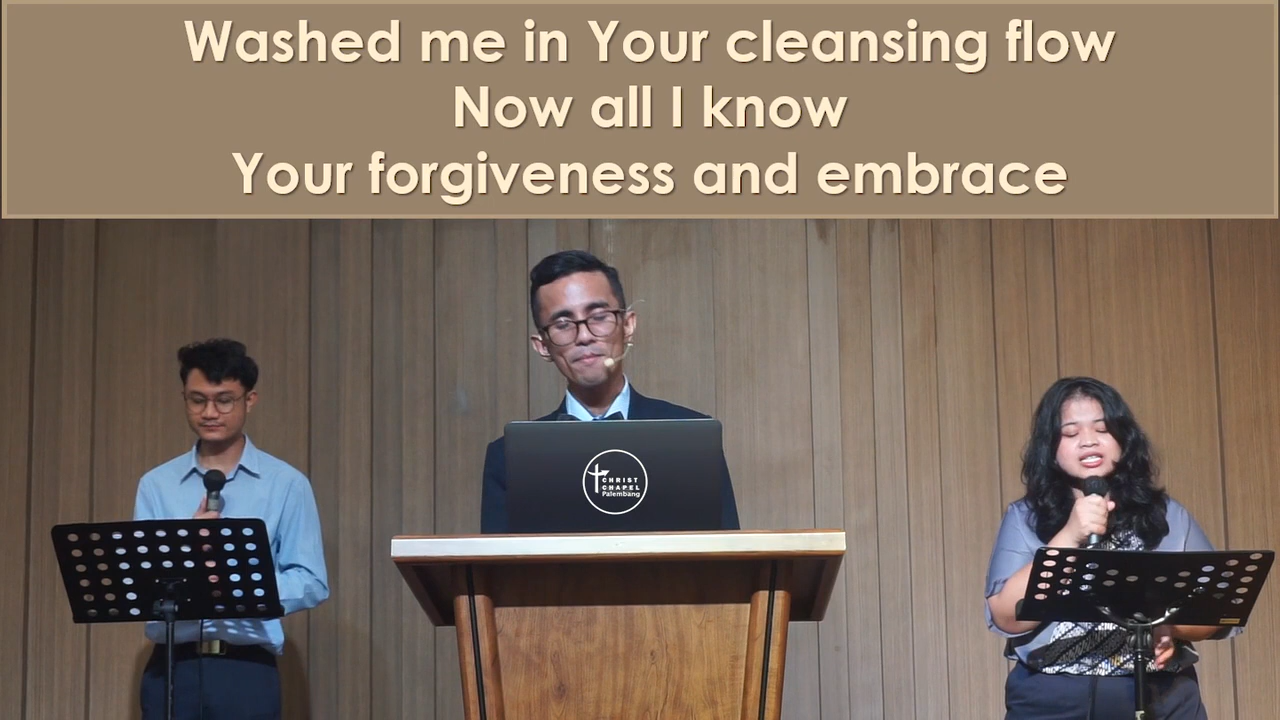 Washed me in Your cleansing flow
Now all I know
Your forgiveness and embrace
CHRIST
CHAPEL
Palembang